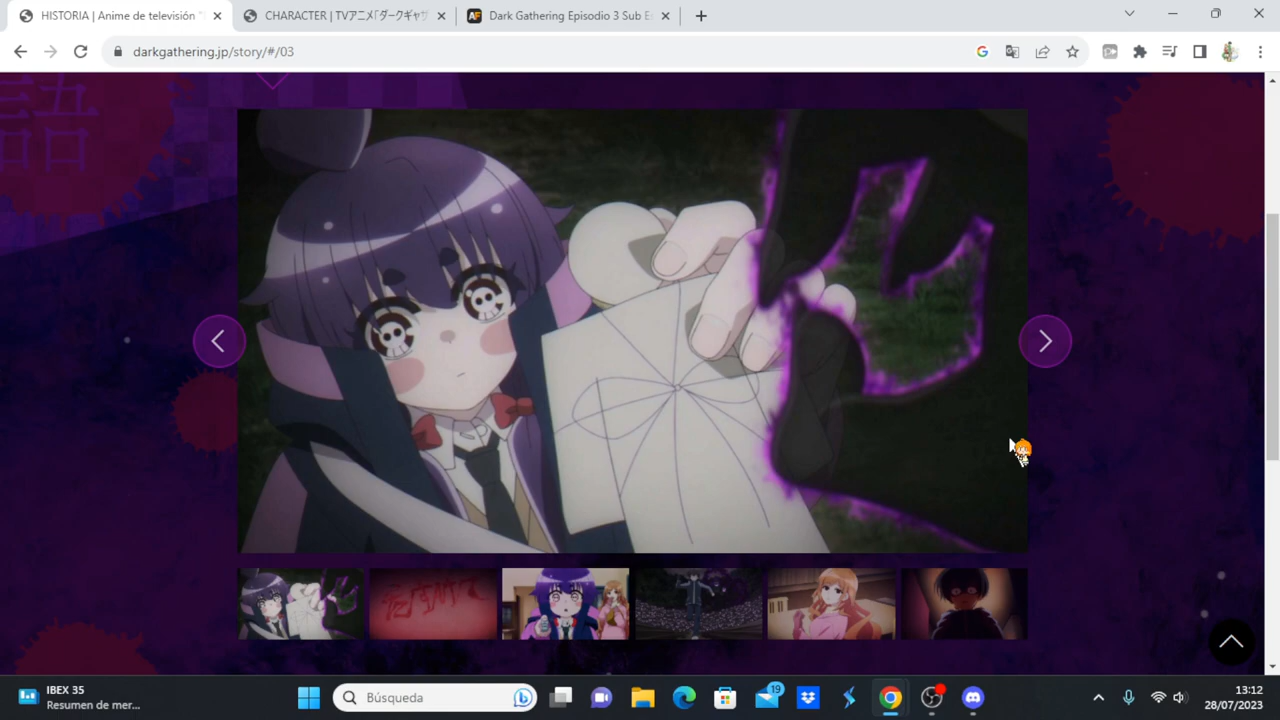 HISTORIA | Anime de televisión "
CHARACTER | TVアニメ「ダークギャザ
Dark Gathering Episodio 3 Sub E
darkgathering.jp/story/#/03
語
IBEX 35
Resumen de mer...
Búsqueda
19
13:12
28/07/2023